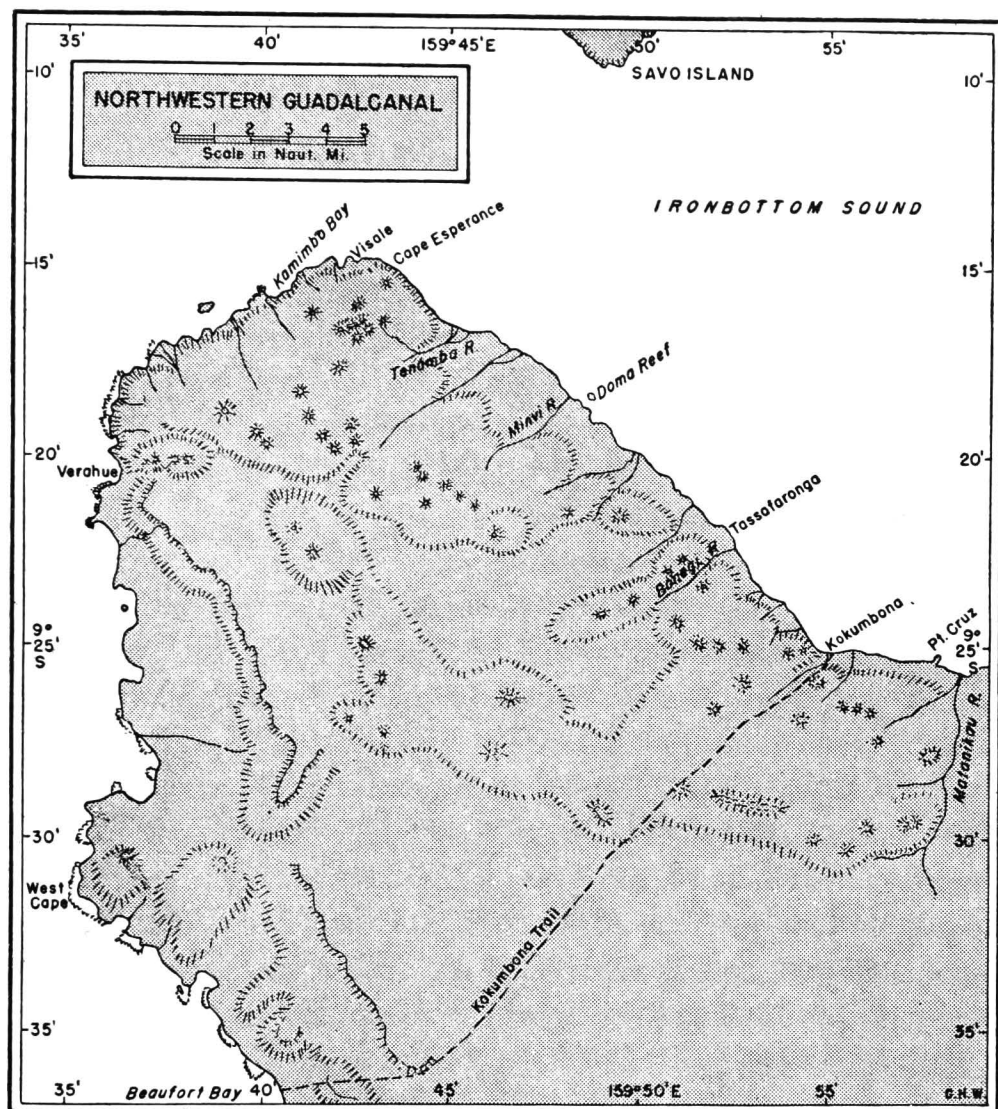 35'
40'
159°45'E
50'
55'
10'
10'
SAVO ISLAND
NORTHWESTERN GUADALCANAL
0 1 2 3 4 5
Scale in Naut. Mi.
IRONBOTTOM SOUND
Kamimbo Bay
Visale
Cape Esperance
15'
15'
Tenamba R.
Doma Reef
Minvi R.
20'
20'
Verahue
Tassafaronga
Bonegi R.
Kokumbona
Pt. Cruz
9°
25'
S
9°
25'
S
Matanikau R.
30'
30'
West
Cape
Kokumbona Trail
35'
35'
Beaufort Bay
35'
40'
45'
159°50'E
55'
G.H.W.